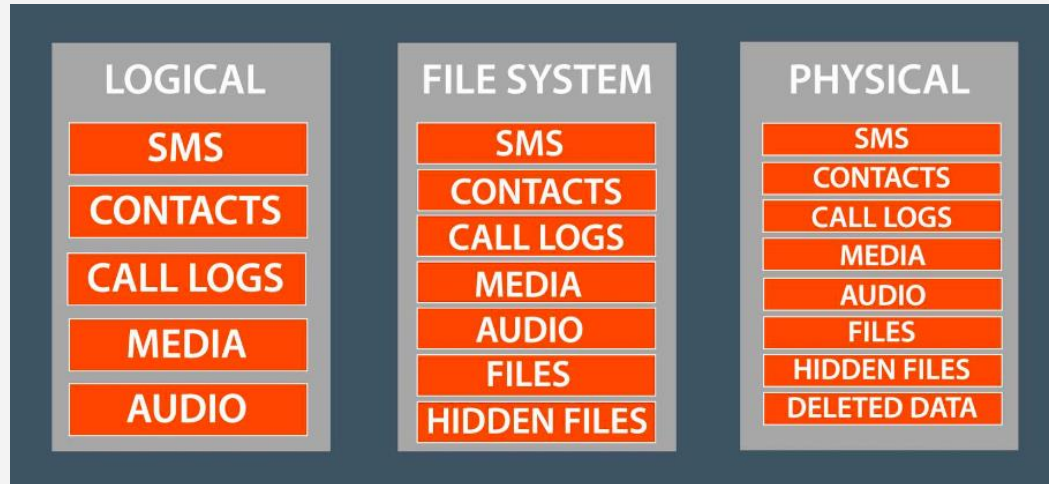 LOGICAL
SMS
CONTACTS
CALL LOGS
MEDIA
AUDIO
FILE SYSTEM
SMS
CONTACTS
CALL LOGS
MEDIA
AUDIO
FILES
HIDDEN FILES
PHYSICAL
SMS
CONTACTS
CALL LOGS
MEDIA
AUDIO
FILES
HIDDEN FILES
DELETED DATA